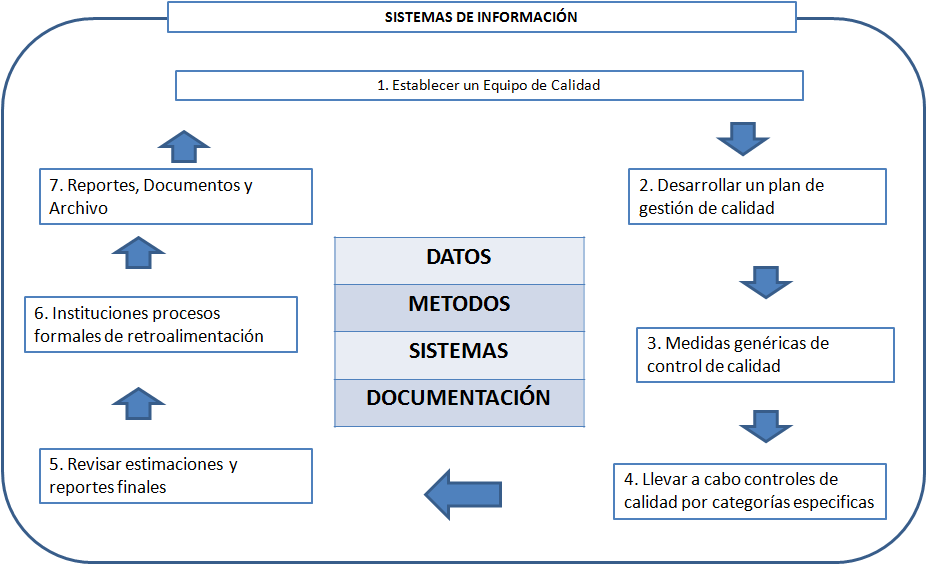 SISTEMAS DE INFORMACIÓN
1. Establecer un Equipo de Calidad
2. Desarrollar un plan de
gestión de calidad
3. Medidas genéricas de
control de calidad
4. Llevar a cabo controles de
calidad por categorías especificas
5. Revisar estimaciones y
reportes finales
6. Instituciones procesos
formales de retroalimentación
7. Reportes, Documentos y
Archivo
DATOS
METODOS
SISTEMAS
DOCUMENTACIÓN